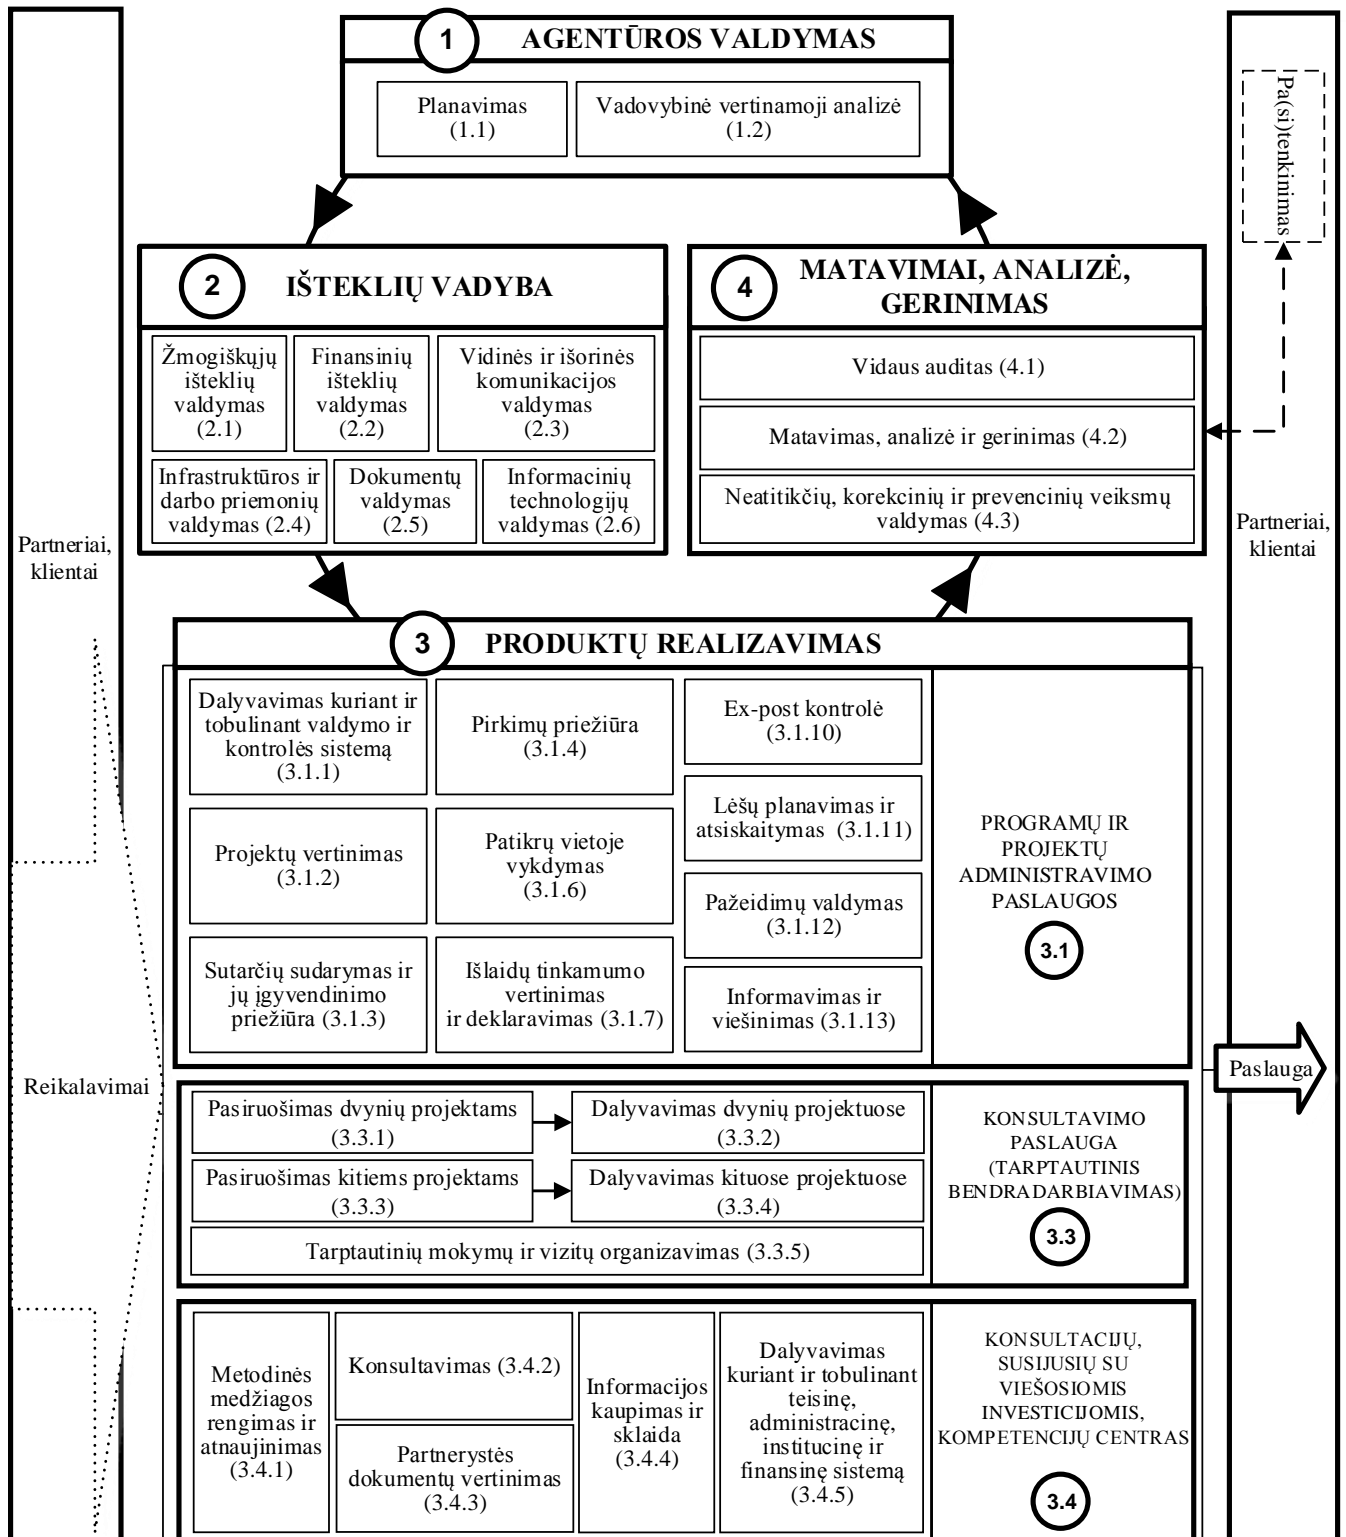 1
AGENTŪROS VALDYMAS
Planavimas
(1.1)
Vadovybinė vertinamoji analizė
(1.2)
Pa(si)tenkinimas
2
IŠTEKLIŲ VADYBA
Žmogiškųjų
išteklių
valdymas
(2.1)
Finansinių
išteklių
valdymas
(2.2)
Vidinės ir išorinės
komunikacijos
valdymas
(2.3)
Infrastruktūros ir
darbo priemonių
valdymas (2.4)
Dokumentų
valdymas
(2.5)
Informacinių
technologijų
valdymas (2.6)
4
MATAVIMAI, ANALIZĖ,
GERINIMAS
Vidaus auditas (4.1)
Matavimas, analizė ir gerinimas (4.2)
Neatitikčių, korekcinių ir prevencinių veiksmų
valdymas (4.3)
Partneriai,
klientai
Partneriai,
klientai
3
PRODUKTŲ REALIZAVIMAS
Dalyvavimas kuriant ir
tobulinant valdymo ir
kontrolės sistemą
(3.1.1)
Pirkimų priežiūra
(3.1.4)
Ex-post kontrolė
(3.1.10)
Projektų vertinimas
(3.1.2)
Patikrų vietoje
vykdymas
(3.1.6)
Lėšų planavimas ir
atsiskaitymas (3.1.11)
Pažeidimų valdymas
(3.1.12)
Sutarčių sudarymas ir
jų įgyvendinimo
priežiūra (3.1.3)
Išlaidų tinkamumo
vertinimas
ir deklaravimas (3.1.7)
Informavimas ir
viešinimas (3.1.13)
PROGRAMŲ IR
PROJEKTŲ
ADMINISTRAVIMO
PASLAUGOS
3.1
Reikalavimai
Paslauga
Pasiruošimas dvynių projektams
(3.3.1)
Dalyvavimas dvynių projektuose
(3.3.2)
Pasiruošimas kitiems projektams
(3.3.3)
Dalyvavimas kituose projektuose
(3.3.4)
Tarptautinių mokymų ir vizitų organizavimas (3.3.5)
KONSULTAVIMO
PASLAUGA
(TARPTAUTINIS
BENDRADARBIAVIMAS)
3.3
Metodinės
medžiagos
rengimas ir
atnaujinimas
(3.4.1)
Konsultavimas (3.4.2)
Partnerystės
dokumentų vertinimas
(3.4.3)
Informacijos
kaupimas ir
sklaida
(3.4.4)
Dalyvavimas
kuriant ir tobulinant
teisinę,
administracinę,
institucinę ir
finansinę sistemą
(3.4.5)
KONSULTACIJŲ,
SUSIJUSIŲ SU
VIEŠOSIOMIS
INVESTICIJOMIS,
KOMPETENCIJŲ CENTRAS
3.4